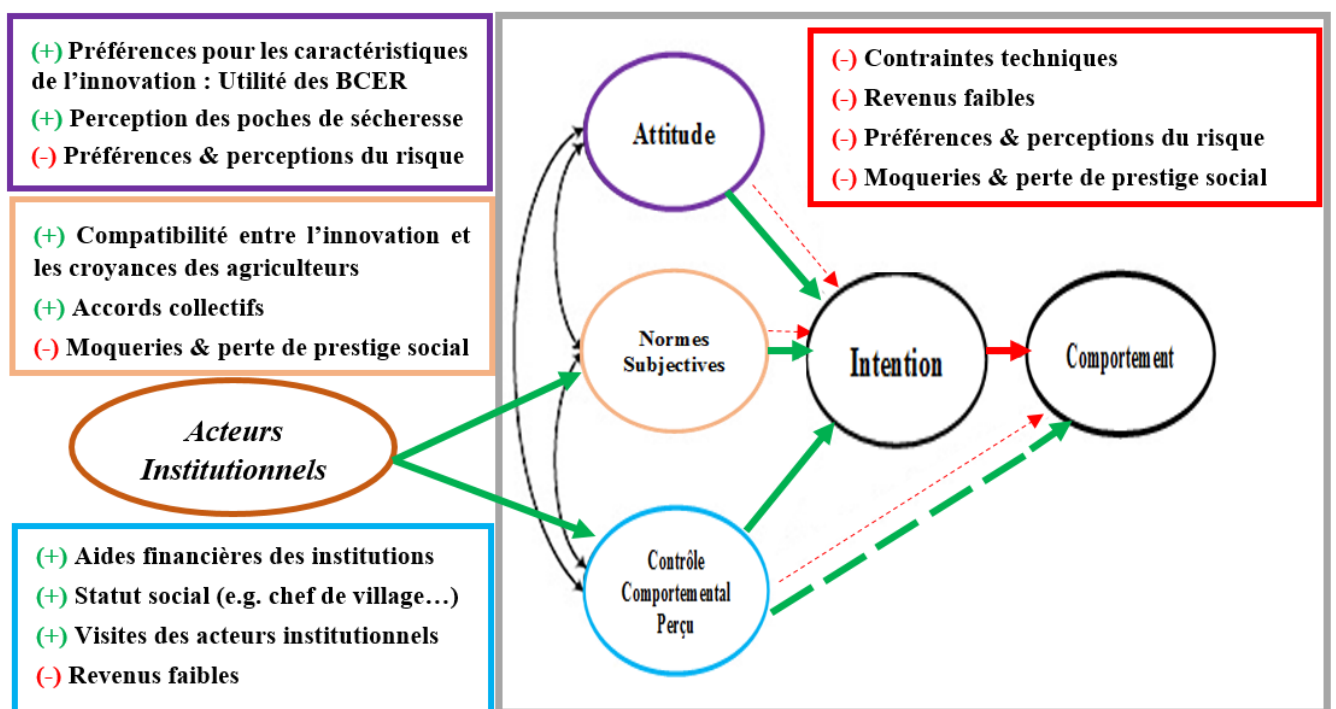 (+) Préférences pour les caractéristiques
de l’innovation : Utilité des BCER
(+) Perception des poches de sécheresse
(-) Préférences & perceptions du risque
(+) Compatibilité entre l’innovation et
les croyances des agriculteurs
(+) Accords collectifs
(-) Moqueries & perte de prestige social
Acteurs
Institutionnels
(+) Aides financières des institutions
(+) Statut social (e.g. chef de village…)
(+) Visites des acteurs institutionnels
(-) Revenus faibles
Attitude
Normes
Subjectives
Contrôle
Comportemental
Perçu
Intention
Comportement
(-) Contraintes techniques
(-) Revenus faibles
(-) Préférences & perceptions du risque
(-) Moqueries & perte de prestige social